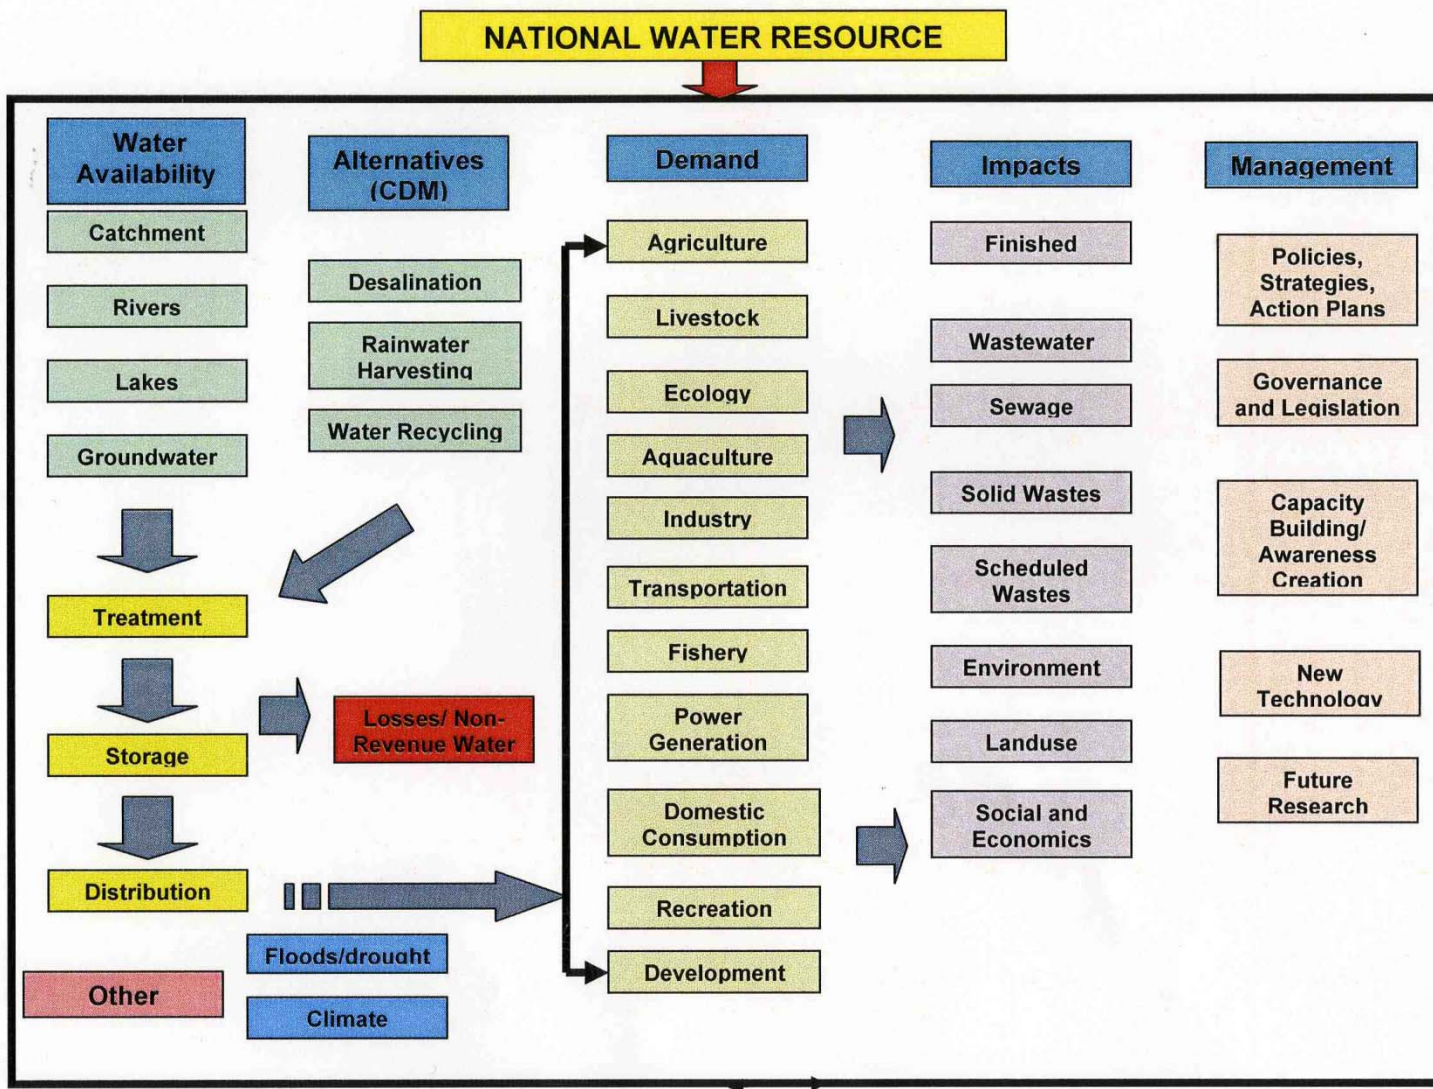 NATIONAL WATER RESOURCE
Water
Availability
Catchment
Rivers
Lakes
Groundwater
Treatment
Storage
Distribution
Other
Alternatives
(CDM)
Desalination
Rainwater
Harvesting
Water Recycling
Losses/ Non-
Revenue Water
Floods/drought
Climate
Demand
Agriculture
Livestock
Ecology
Aquaculture
Industry
Transportation
Fishery
Power
Generation
Domestic
Consumption
Recreation
Development
Impacts
Finished
Wastewater
Sewage
Solid Wastes
Scheduled
Wastes
Environment
Landuse
Social and
Economics
Management
Policies,
Strategies,
Action Plans
Governance
and Legislation
Capacity
Building/
Awareness
Creation
New
Technology
Future
Research